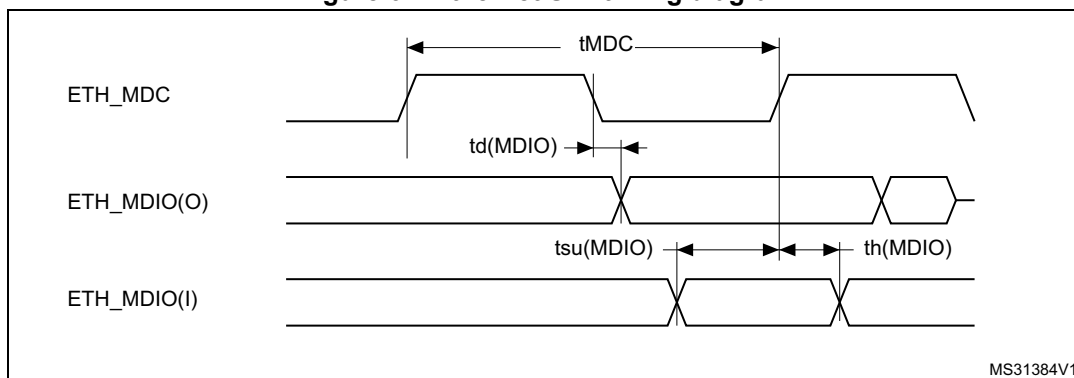 tMDC
ETH_MDC
td(MDIO)
ETH_MDIO(O)
tsu(MDIO)
th(MDIO)
ETH_MDIO(I)
MS31384V1